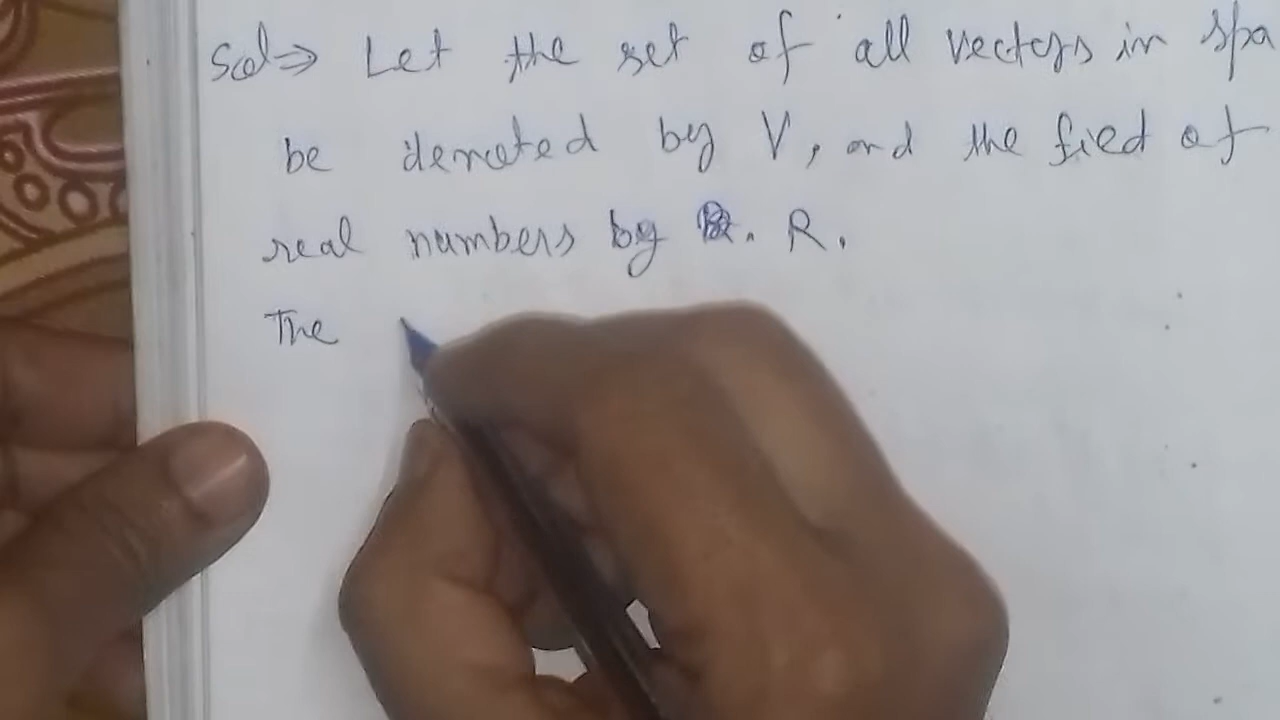 Sol⇒ Let the set of all vectors in spa
be denoted by V, and the fied of
real numbers by R. R.
The